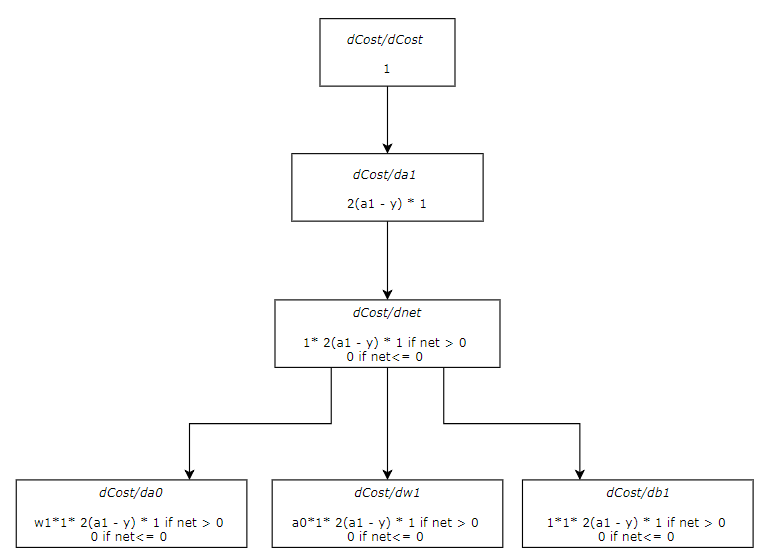 dCost/dCost
1
dCost/da1
2(a1 - y) * 1
dCost/dnet
1* 2(a1 - y) * 1 if net > 0
0 if net<= 0
dCost/da0
w1*1* 2(a1 - y) * 1 if net > 0
0 if net<= 0
dCost/dw1
a0*1* 2(a1 - y) * 1 if net > 0
0 if net<= 0
dCost/db1
1*1* 2(a1 - y) * 1 if net > 0
0 if net<= 0